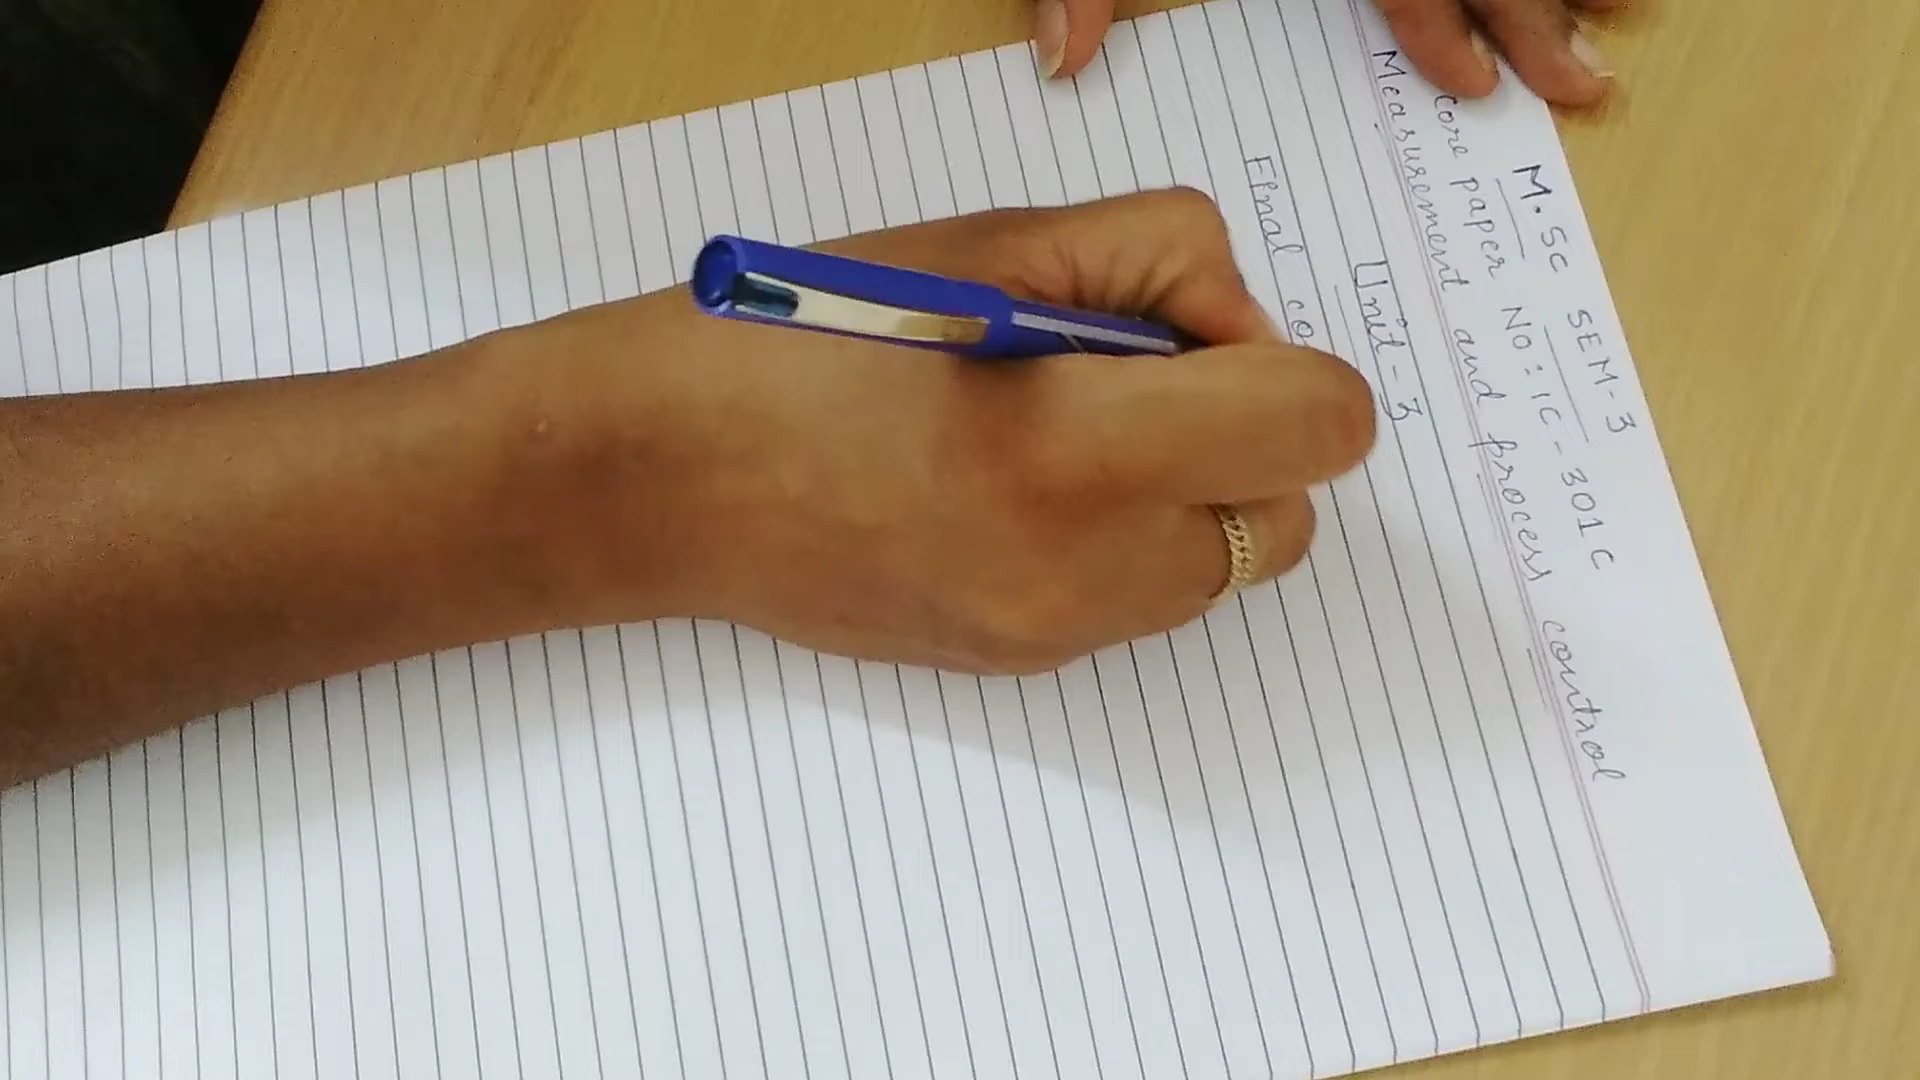 M.Sc SEM-3
core paper No: IC-301C
Measurement and process control
Unit-3
Final co